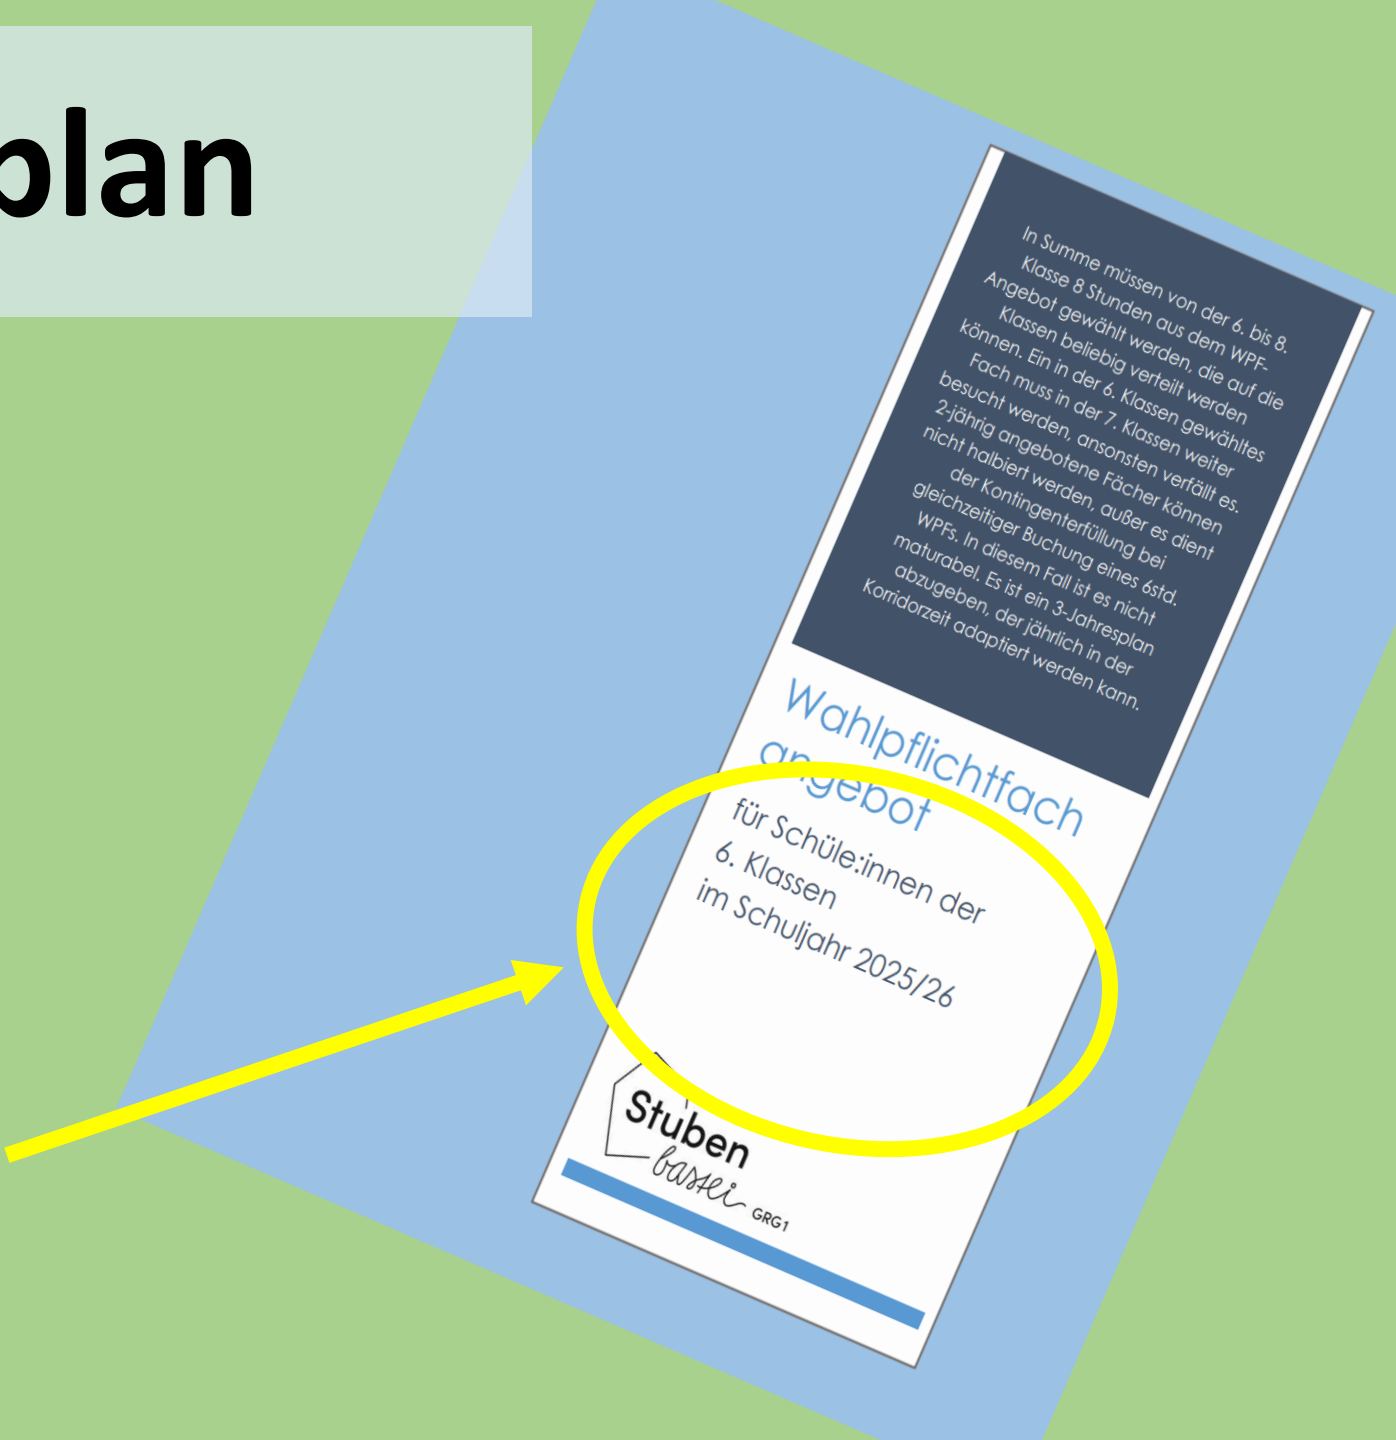 plan
In Summe müssen von der 6. bis 8.
Klasse 8 Stunden aus dem WPF-
Angebot gewählt werden, die auf die
Klassen beliebig verteilt werden
können. Ein in der 6. Klassen gewähltes
Fach muss in der 7. Klassen weiter
besucht werden, ansonsten verfällt es.
2-jährig angebotene Fächer können
nicht halbiert werden, außer es dient
der Kontingenterfüllung bei
gleichzeitiger Buchung eines 6std.
WPFs. In diesem Fall ist es nicht
maturabel. Es ist ein 3-Jahresplan
abzugeben, der jährlich in der
Korridorzeit adaptiert werden kann.
Wahlpflichtfach
angebot
für Schüle:innen der
6. Klassen
im Schuljahr 2025/26
Stuben
bastei GRG1